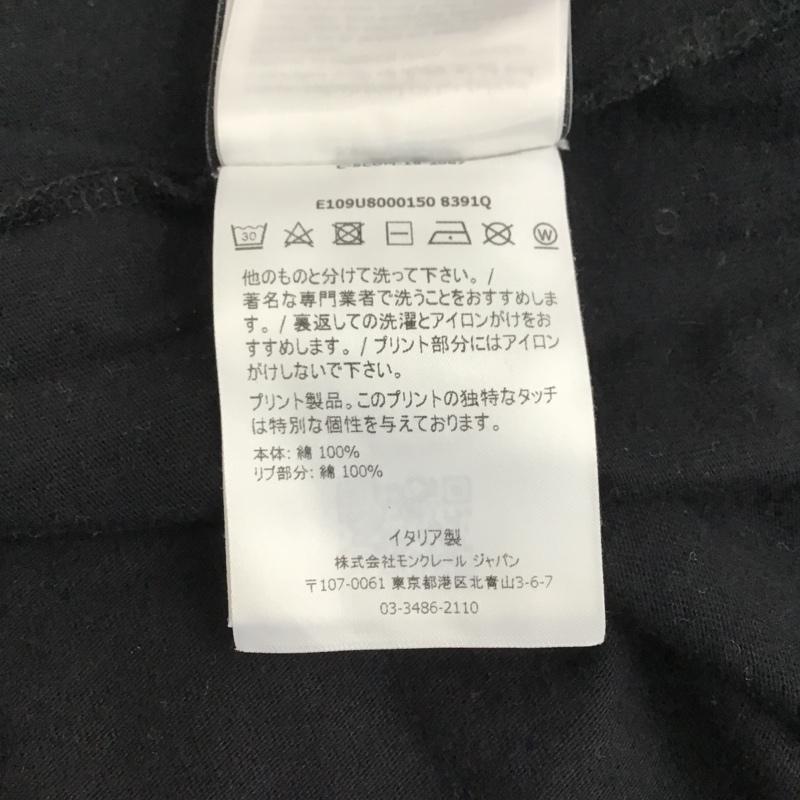 E109U8000150 8391Q
30
W
他のものと分けて洗って下さい。/
著名な専門業者で洗うことをおすすめしま
す。/ 裏返しての洗濯とアイロンがけをお
すすめします。/ プリント部分にはアイロン
がけしないで下さい。
プリント製品。このプリントの独特なタッチ
は特別な個性を与えております。
本体: 綿 100%
リブ部分: 綿 100%
イタリア製
株式会社モンクレール ジャパン
〒107-0061 東京都港区北青山3-6-7
03-3486-2110